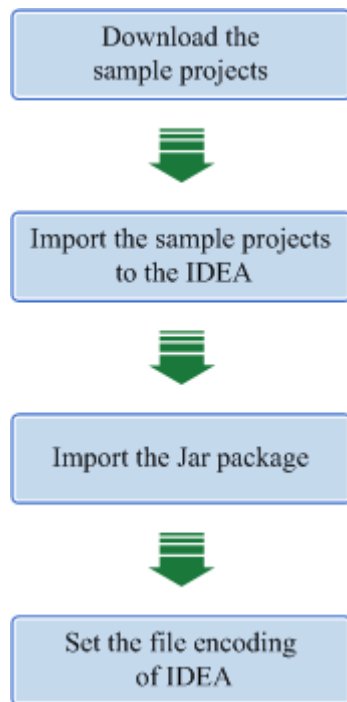 Download the
sample projects
Import the sample projects
to the IDEA
Import the Jar package
Set the file encoding
of IDEA